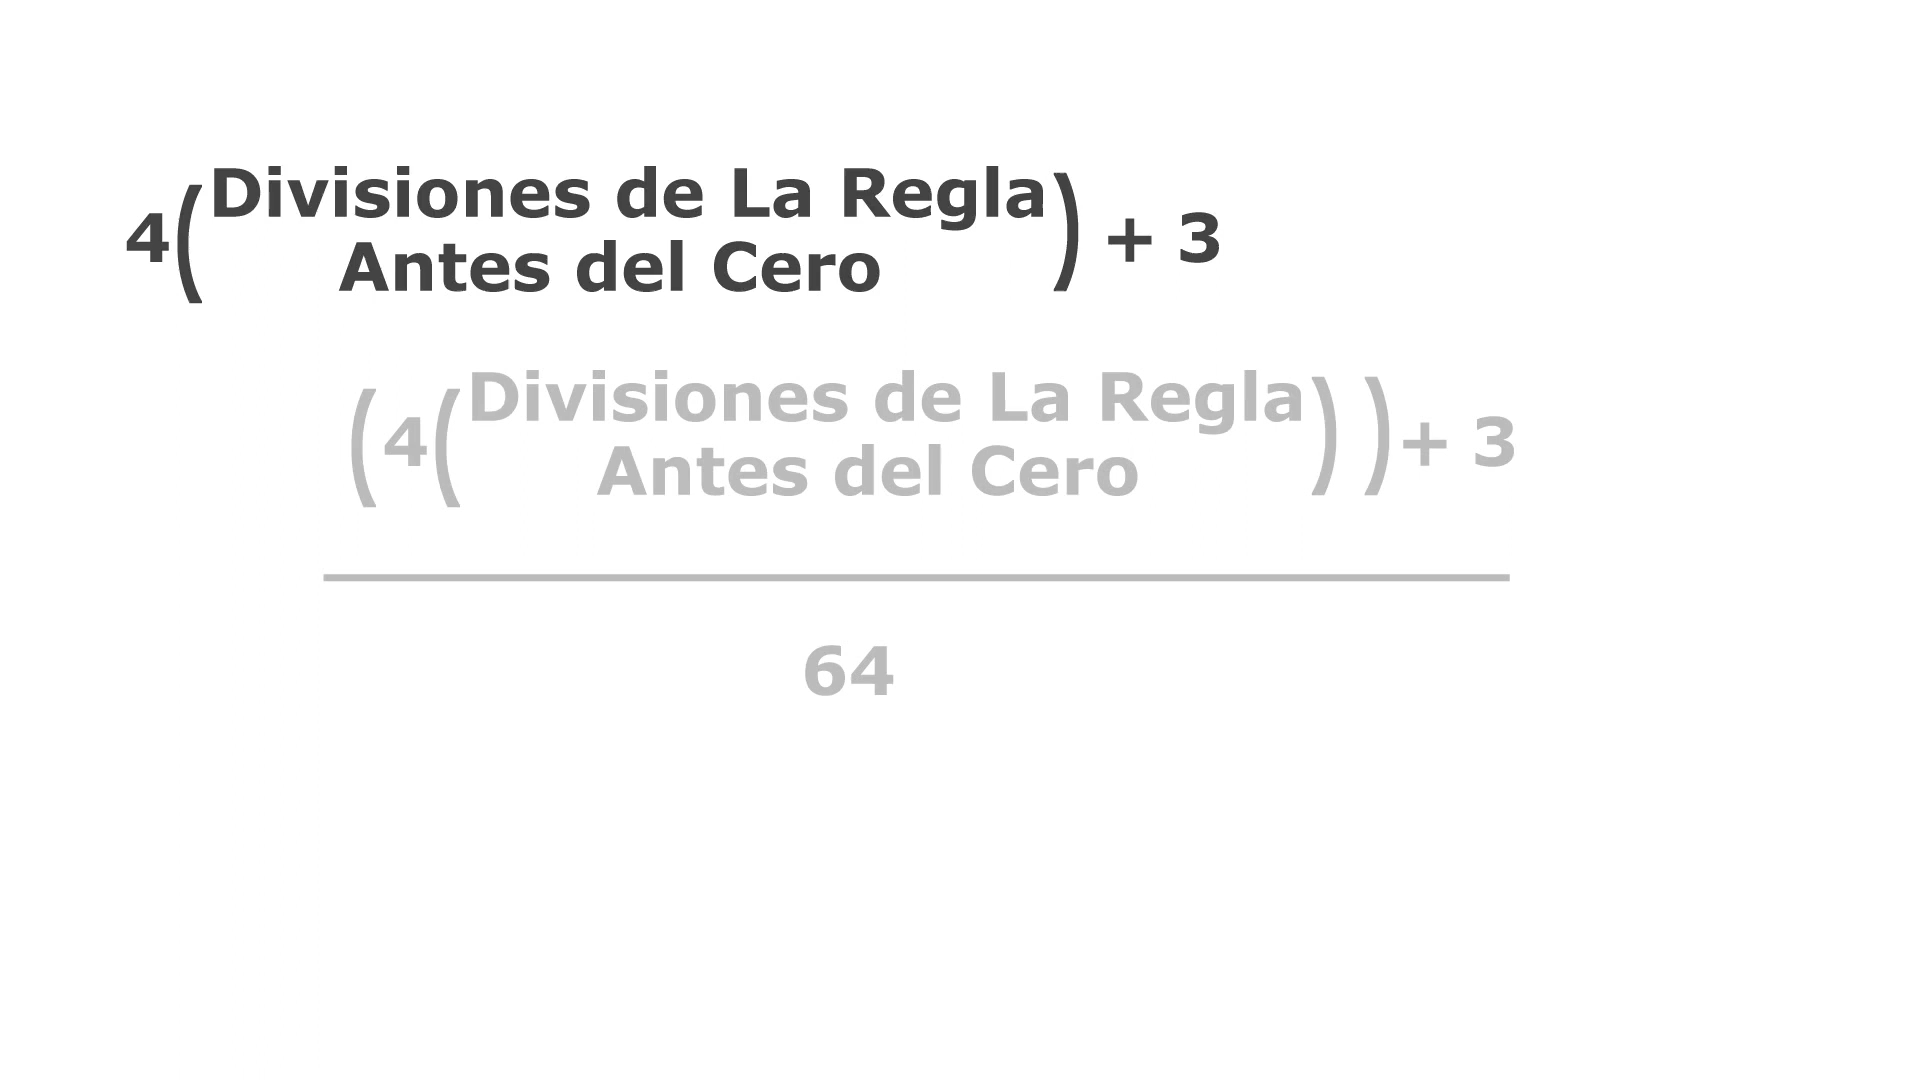 4(Divisiones de La Regla
Antes del Cero) + 3
(4(Divisiones de La Regla
Antes del Cero))+ 3
64